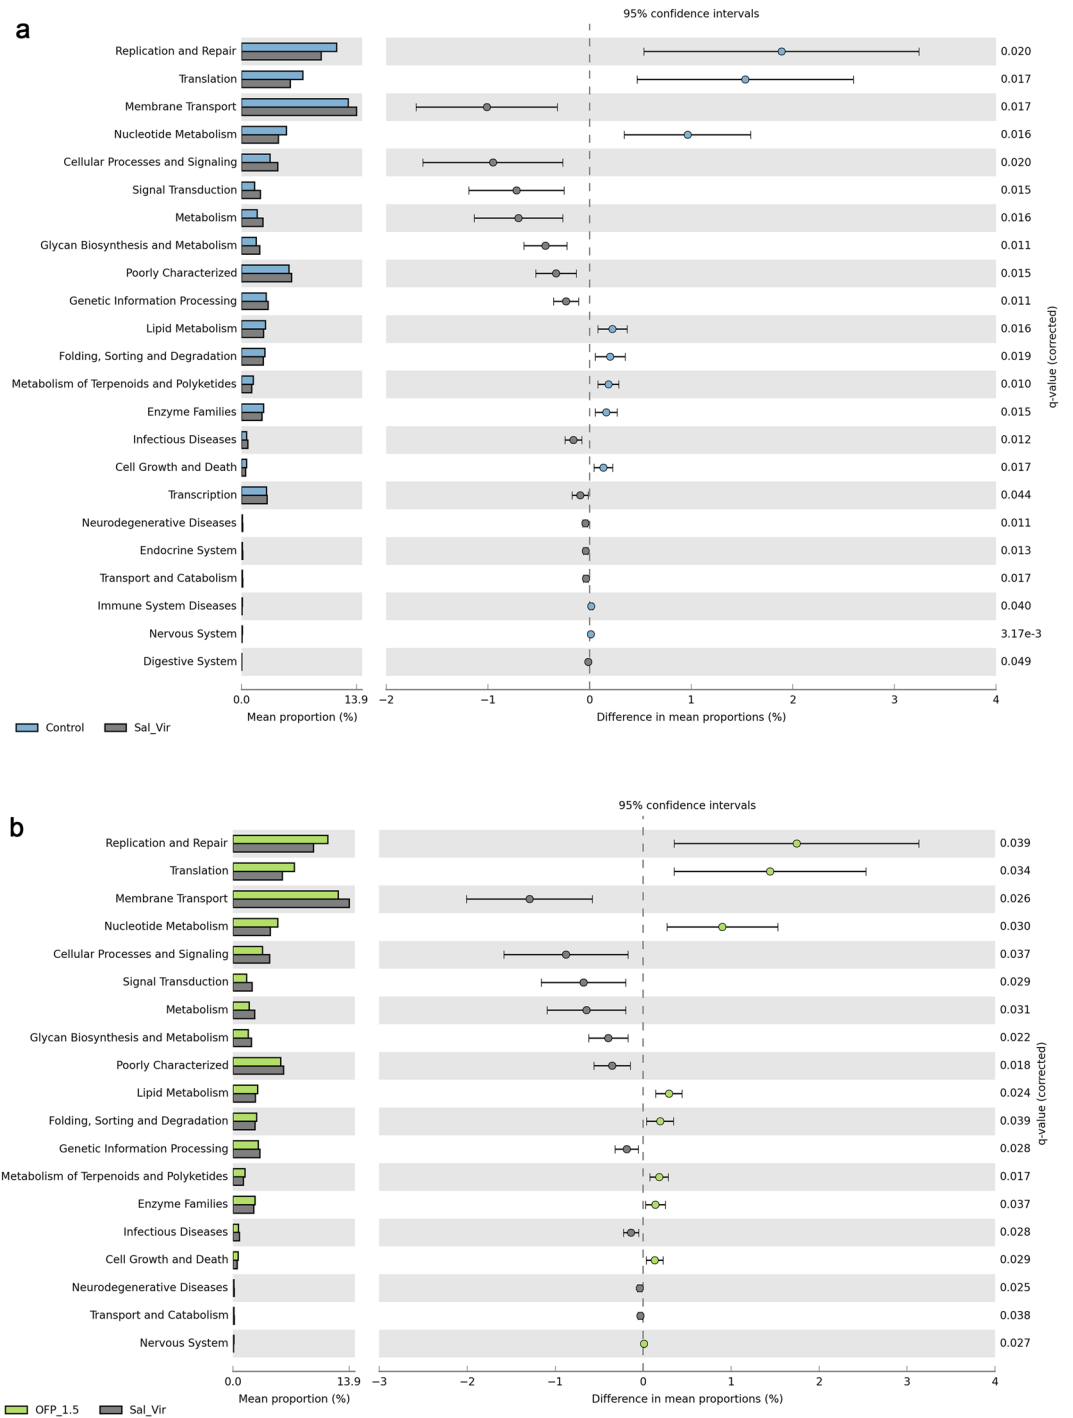 a
95% confidence intervals
Replication and Repair 0.020
Translation 0.017
Membrane Transport 0.017
Nucleotide Metabolism 0.016
Cellular Processes and Signaling 0.020
Signal Transduction 0.015
Metabolism 0.016
Glycan Biosynthesis and Metabolism 0.011
Poorly Characterized 0.015
Genetic Information Processing 0.011
Lipid Metabolism 0.016
Folding, Sorting and Degradation 0.019
Metabolism of Terpenoids and Polyketides 0.010
Enzyme Families 0.015
Infectious Diseases 0.012
Cell Growth and Death 0.017
Transcription 0.044
Neurodegenerative Diseases 0.011
Endocrine System 0.013
Transport and Catabolism 0.017
Immune System Diseases 0.040
Nervous System 3.17e-3
Digestive System 0.049
q-value (corrected)
0.0 13.9 −2 −1 0 1 2 3 4
Mean proportion (%) Difference in mean proportions (%)
Control Sal_Vir
b
95% confidence intervals
Replication and Repair 0.039
Translation 0.034
Membrane Transport 0.026
Nucleotide Metabolism 0.030
Cellular Processes and Signaling 0.037
Signal Transduction 0.029
Metabolism 0.031
Glycan Biosynthesis and Metabolism 0.022
Poorly Characterized 0.018
Lipid Metabolism 0.024
Folding, Sorting and Degradation 0.039
Genetic Information Processing 0.028
Metabolism of Terpenoids and Polyketides 0.017
Enzyme Families 0.037
Infectious Diseases 0.028
Cell Growth and Death 0.029
Neurodegenerative Diseases 0.025
Transport and Catabolism 0.038
Nervous System 0.027
q-value (corrected)
0.0 13.9 −3 −2 −1 0 1 2 3 4
Mean proportion (%) Difference in mean proportions (%)
OFP_1.5 Sal_Vir